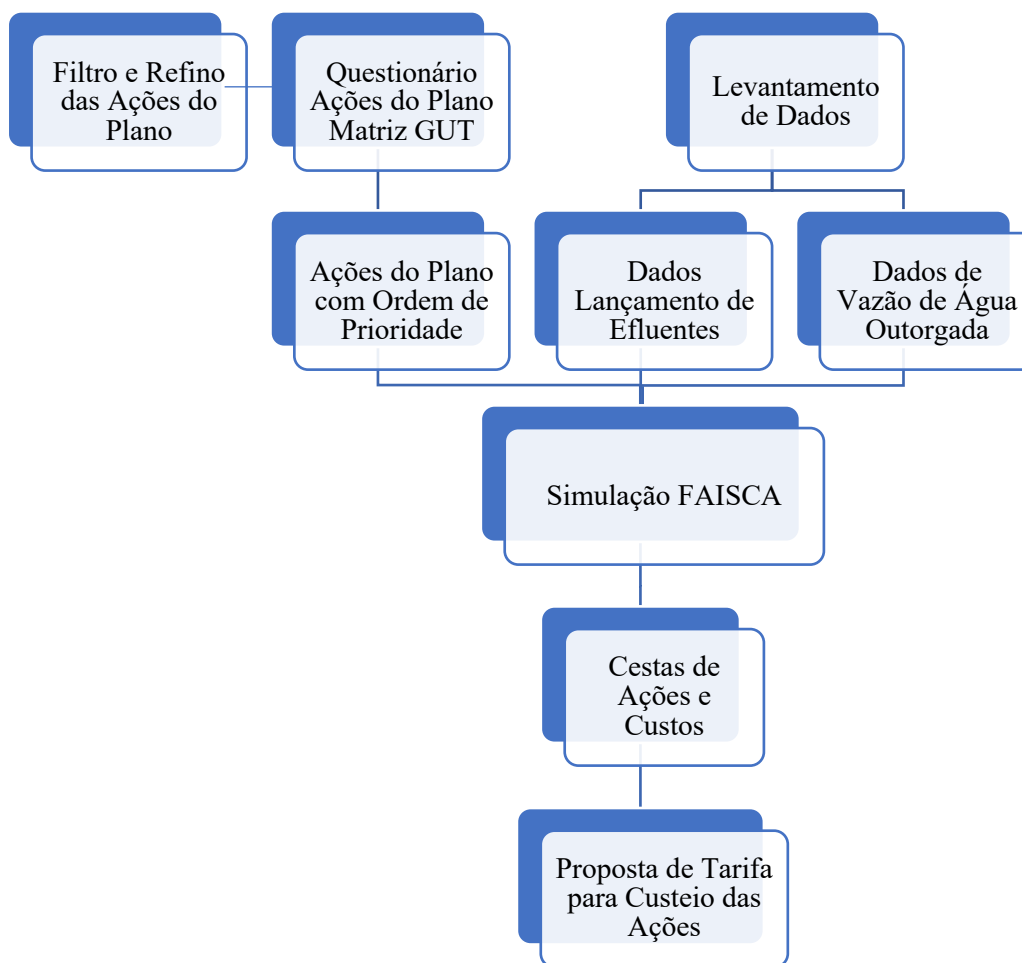 Filtro e Refino
das Ações do
Plano
Questionário
Ações do Plano
Matriz GUT
Levantamento
de Dados
Ações do Plano
com Ordem de
Prioridade
Dados
Lançamento de
Efluentes
Dados de
Vazão de Água
Outorgada
Simulação FAISCA
Cestas de
Ações e
Custos
Proposta de Tarifa
para Custeio das
Ações